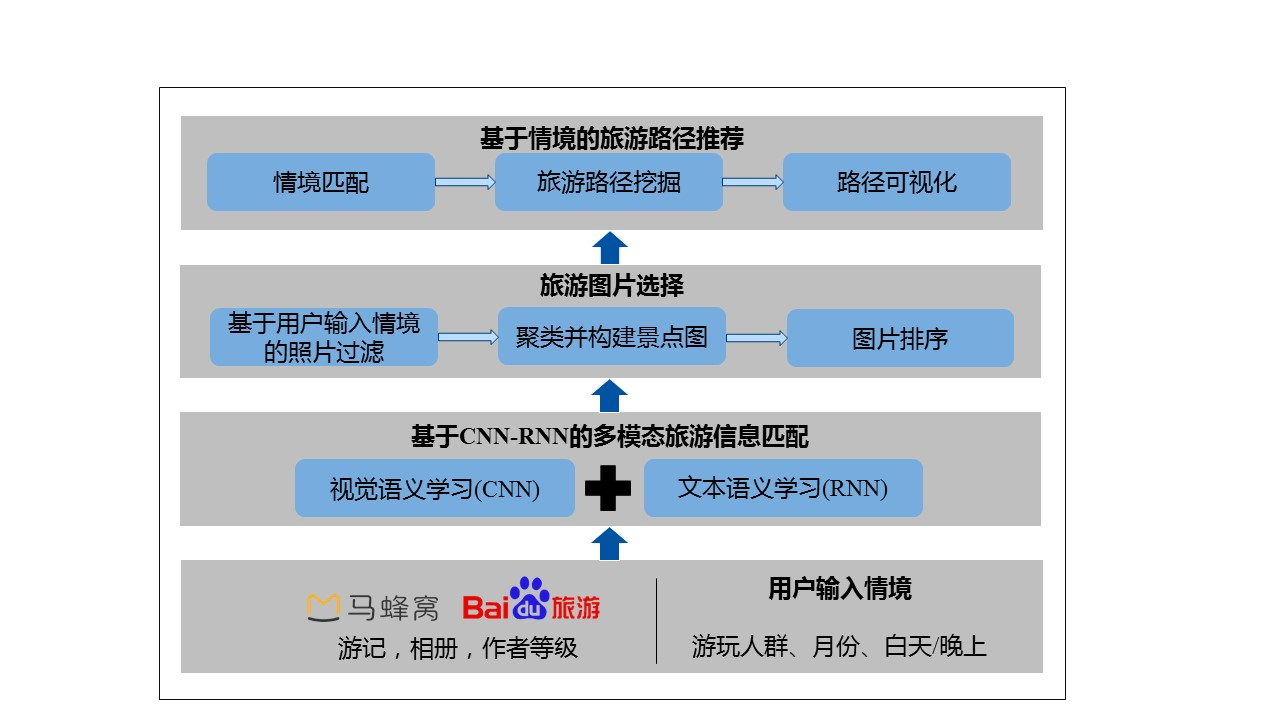 基于情境的旅游路径推荐
情境匹配
旅游路径挖掘
路径可视化
旅游图片选择
基于用户输入情境
的照片过滤
聚类并构建景点图
图片排序
基于CNN-RNN的多模态旅游信息匹配
视觉语义学习(CNN)
文本语义学习(RNN)
马蜂窝
Baidu旅游
游记，相册，作者等级
用户输入情境
游玩人群、月份、白天/晚上